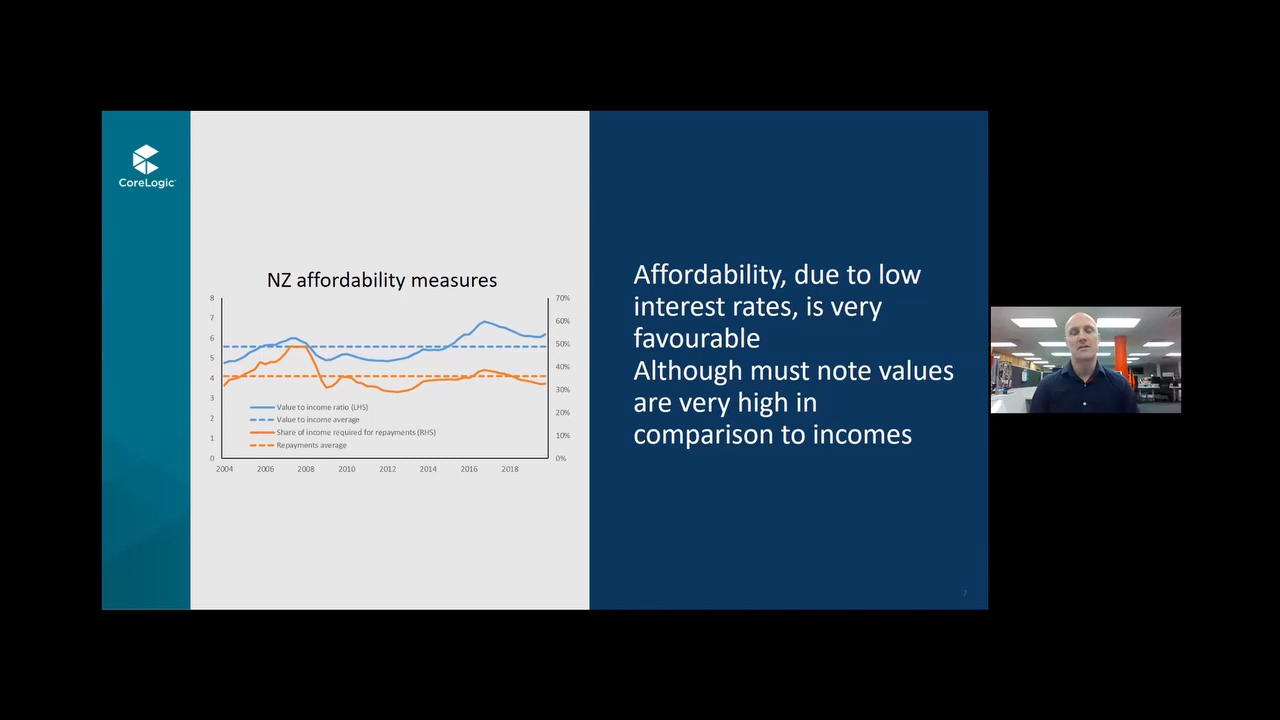 CoreLogic
NZ affordability measures
8
7
6
5
4
3
2
1
0
70%
60%
50%
40%
30%
20%
10%
0%
Value to income ratio (LHS)
Value to income average
Share of income required for repayments (RHS)
Repayments average
2004 2006 2008 2010 2012 2014 2016 2018
Affordability, due to low
interest rates, is very
favourable
Although must note values
are very high in
comparison to incomes
7